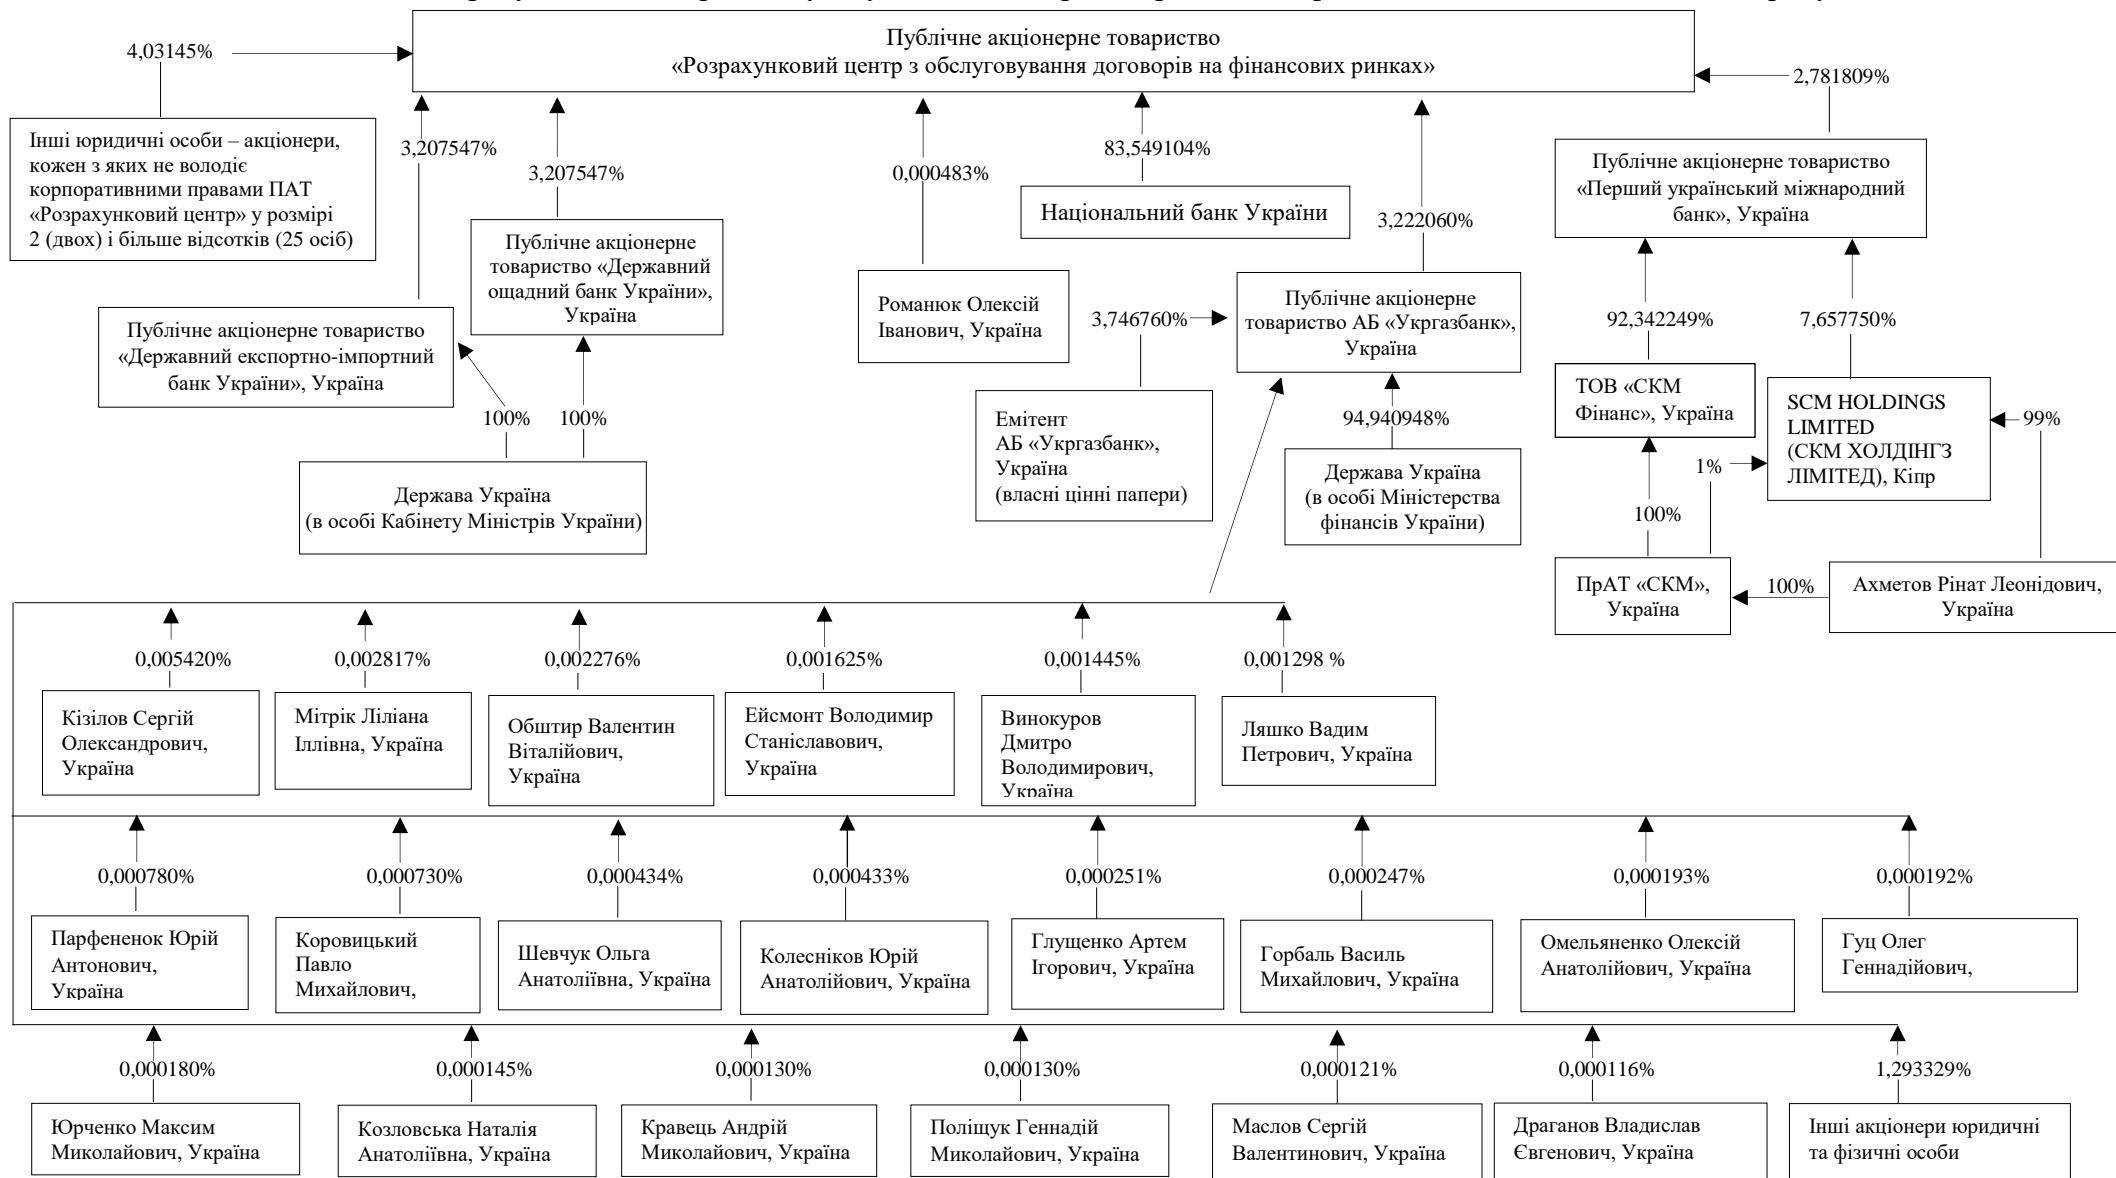 Публічне акціонерне товариство
«Розрахунковий центр з обслуговування договорів на фінансових ринках»
4,03145%
2,781809%
Інші юридичні особи – акціонери,
кожен з яких не володіє
корпоративними правами ПАТ
«Розрахунковий центр» у розмірі
2 (двох) і більше відсотків (25 осіб)
3,207547%
3,207547%
0,000483%
83,549104%
3,222060%
Національний банк України
Публічне акціонерне товариство
«Перший український міжнародний
банк», Україна
Публічне акціонерне
товариство «Державний
ощадний банк України»,
Україна
Публічне акціонерне товариство
«Державний експортно-імпортний
банк України», Україна
Романюк Олексій
Іванович, Україна
3,746760%
Публічне акціонерне
товариство АБ «Укргазбанк»,
Україна
92,342249%
7,657750%
100%
100%
Держава Україна
(в особі Кабінету Міністрів України)
Емітент
АБ «Укргазбанк»,
Україна
(власні цінні папери)
94,940948%
Держава Україна
(в особі Міністерства
фінансів України)
ТОВ «СКМ
Фінанс», Україна
SCM HOLDINGS
LIMITED
(СКМ ХОЛДІНГЗ
ЛІМІТЕД), Кіпр
99%
1%
100%
ПрАТ «СКМ»,
Україна
100%
Ахметов Рінат Леонідович,
Україна
0,005420%
0,002817%
0,002276%
0,001625%
0,001445%
0,001298 %
Кізілов Сергій
Олександрович,
Україна
Мітрік Ліліана
Іллівна, Україна
Обштир Валентин
Віталійович,
Україна
Ейсмонт Володимир
Станіславович,
Україна
Винокуров
Дмитро
Володимирович,
Україна
Ляшко Вадим
Петрович, Україна
0,000780%
0,000730%
0,000434%
0,000433%
0,000251%
0,000247%
0,000193%
0,000192%
Парфененок Юрій
Антонович,
Україна
Коровицький
Павло
Михайлович,
Шевчук Ольга
Анатоліївна, Україна
Колесніков Юрій
Анатолійович, Україна
Глущенко Артем
Ігорович, Україна
Горбаль Василь
Михайлович, Україна
Омельяненко Олексій
Анатолійович, Україна
Гуц Олег
Геннадійович,
0,000180%
0,000145%
0,000130%
0,000130%
0,000121%
0,000116%
1,293329%
Юрченко Максим
Миколайович, Україна
Козловська Наталія
Анатоліївна, Україна
Кравець Андрій
Миколайович, Україна
Поліщук Геннадій
Миколайович, Україна
Маслов Сергій
Валентинович, Україна
Драганов Владислав
Євгенович, Україна
Інші акціонери юридичні
та фізичні особи